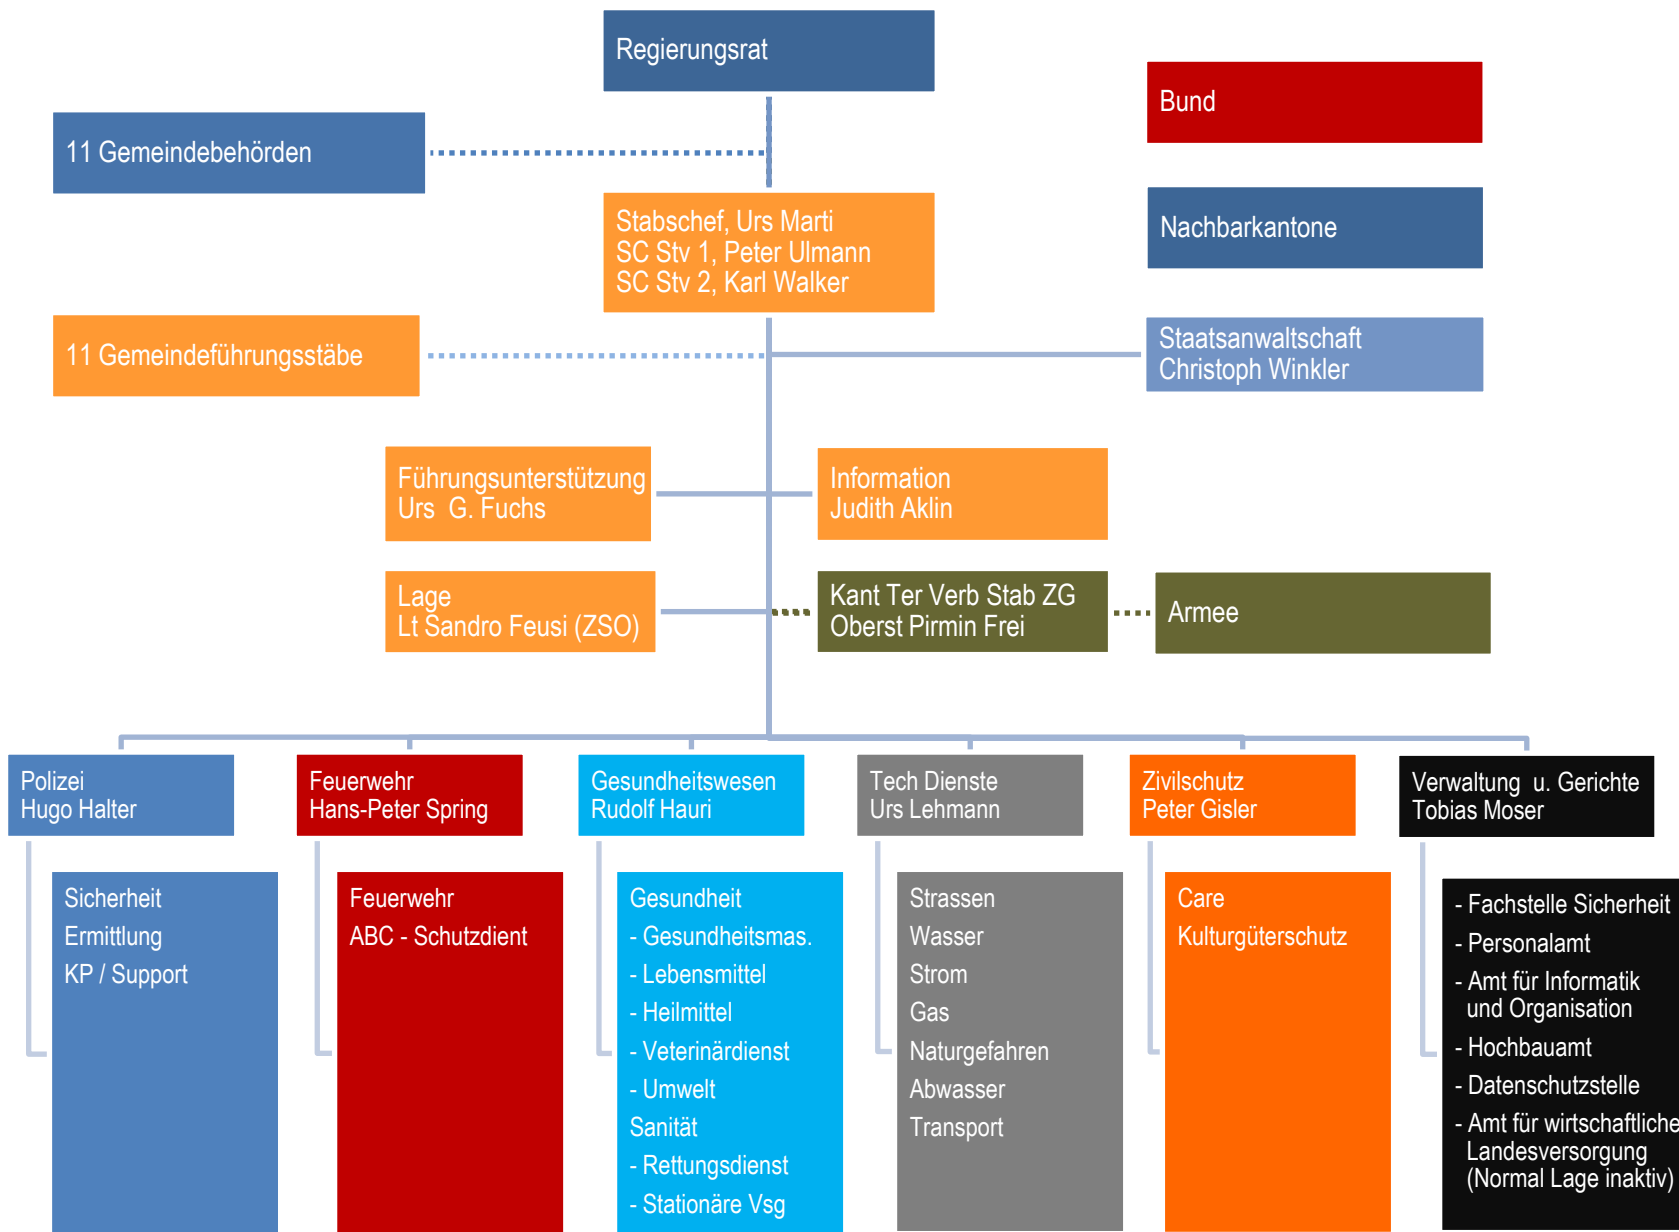 Regierungsrat
Bund
11 Gemeindebehörden
Stabschef, Urs Marti
SC Stv 1, Peter Ulmann
SC Stv 2, Karl Walker
Nachbarkantone
11 Gemeindeführungsstäbe
Staatsanwaltschaft
Christoph Winkler
Führungsunterstützung
Urs  G. Fuchs
Information
Judith Aklin
Lage
Lt Sandro Feusi (ZSO)
Kant Ter Verb Stab ZG
Oberst Pirmin Frei
Armee
Polizei
Hugo Halter
Feuerwehr
Hans-Peter Spring
Gesundheitswesen
Rudolf Hauri
Tech Dienste
Urs Lehmann
Zivilschutz
Peter Gisler
Verwaltung  u. Gerichte
Tobias Moser
Sicherheit
Ermittlung
KP / Support
Feuerwehr
ABC - Schutzdient
Gesundheit
- Gesundheitsmas.
- Lebensmittel
- Heilmittel
- Veterinärdienst
- Umwelt
Sanität
- Rettungsdienst
- Stationäre Vsg
Strassen
Wasser
Strom
Gas
Naturgefahren
Abwasser
Transport
Care
Kulturgüterschutz
- Fachstelle Sicherheit
- Personalamt
- Amt für Informatik
und Organisation
- Hochbauamt
- Datenschutzstelle
- Amt für wirtschaftliche
Landesversorgung
(Normal Lage inaktiv)